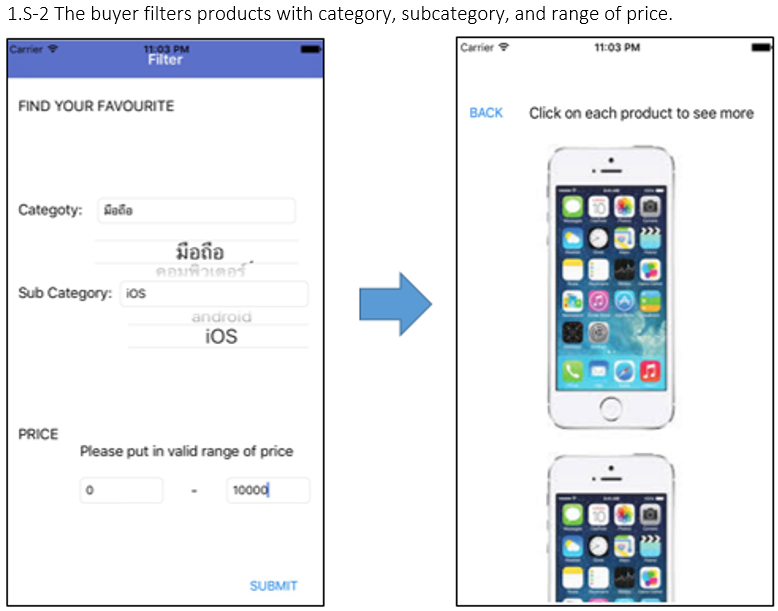 1.S-2 The buyer filters products with category, subcategory, and range of price.
Carrier 11:03 PM
Filter
FIND YOUR FAVOURITE
Categoty: มือถือ
มือถือ
คอมพิวเตอร์
Sub Category: iOS
android
iOS
PRICE
Please put in valid range of price
0 - 10000
SUBMIT
Carrier 11:03 PM
BACK Click on each product to see more